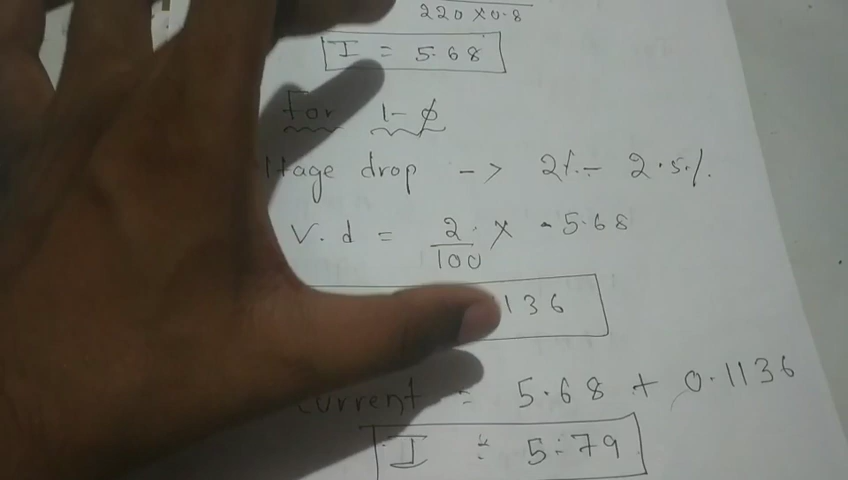 220 x 0.8
I = 5.68
For 1-ϕ
ltage drop -> 2%- 2.5%.
V.d = 2/100 x 5.68
136
current = 5.68 + 0.1136
I = 5.79